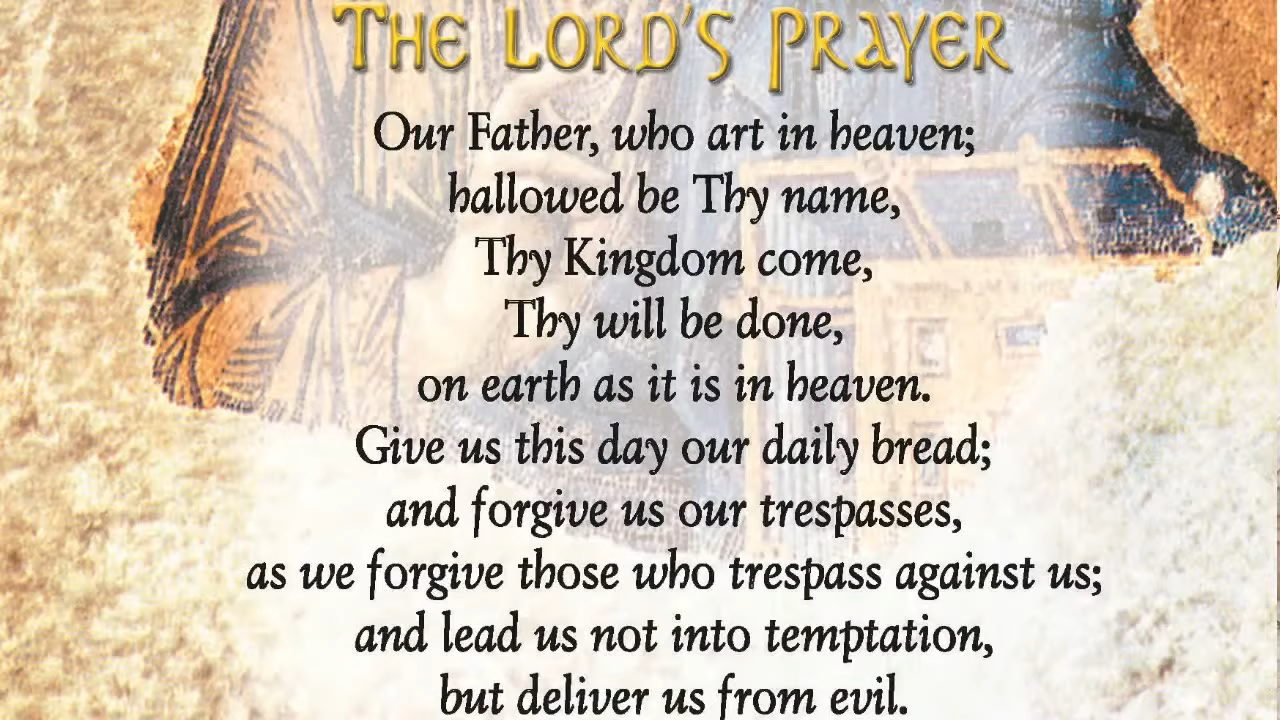 THE LORD'S PRAYER
Our Father, who art in heaven;
hallowed be Thy name,
Thy Kingdom come,
Thy will be done,
on earth as it is in heaven.
Give us this day our daily bread;
and forgive us our trespasses,
as we forgive those who trespass against us;
and lead us not into temptation,
but deliver us from evil.